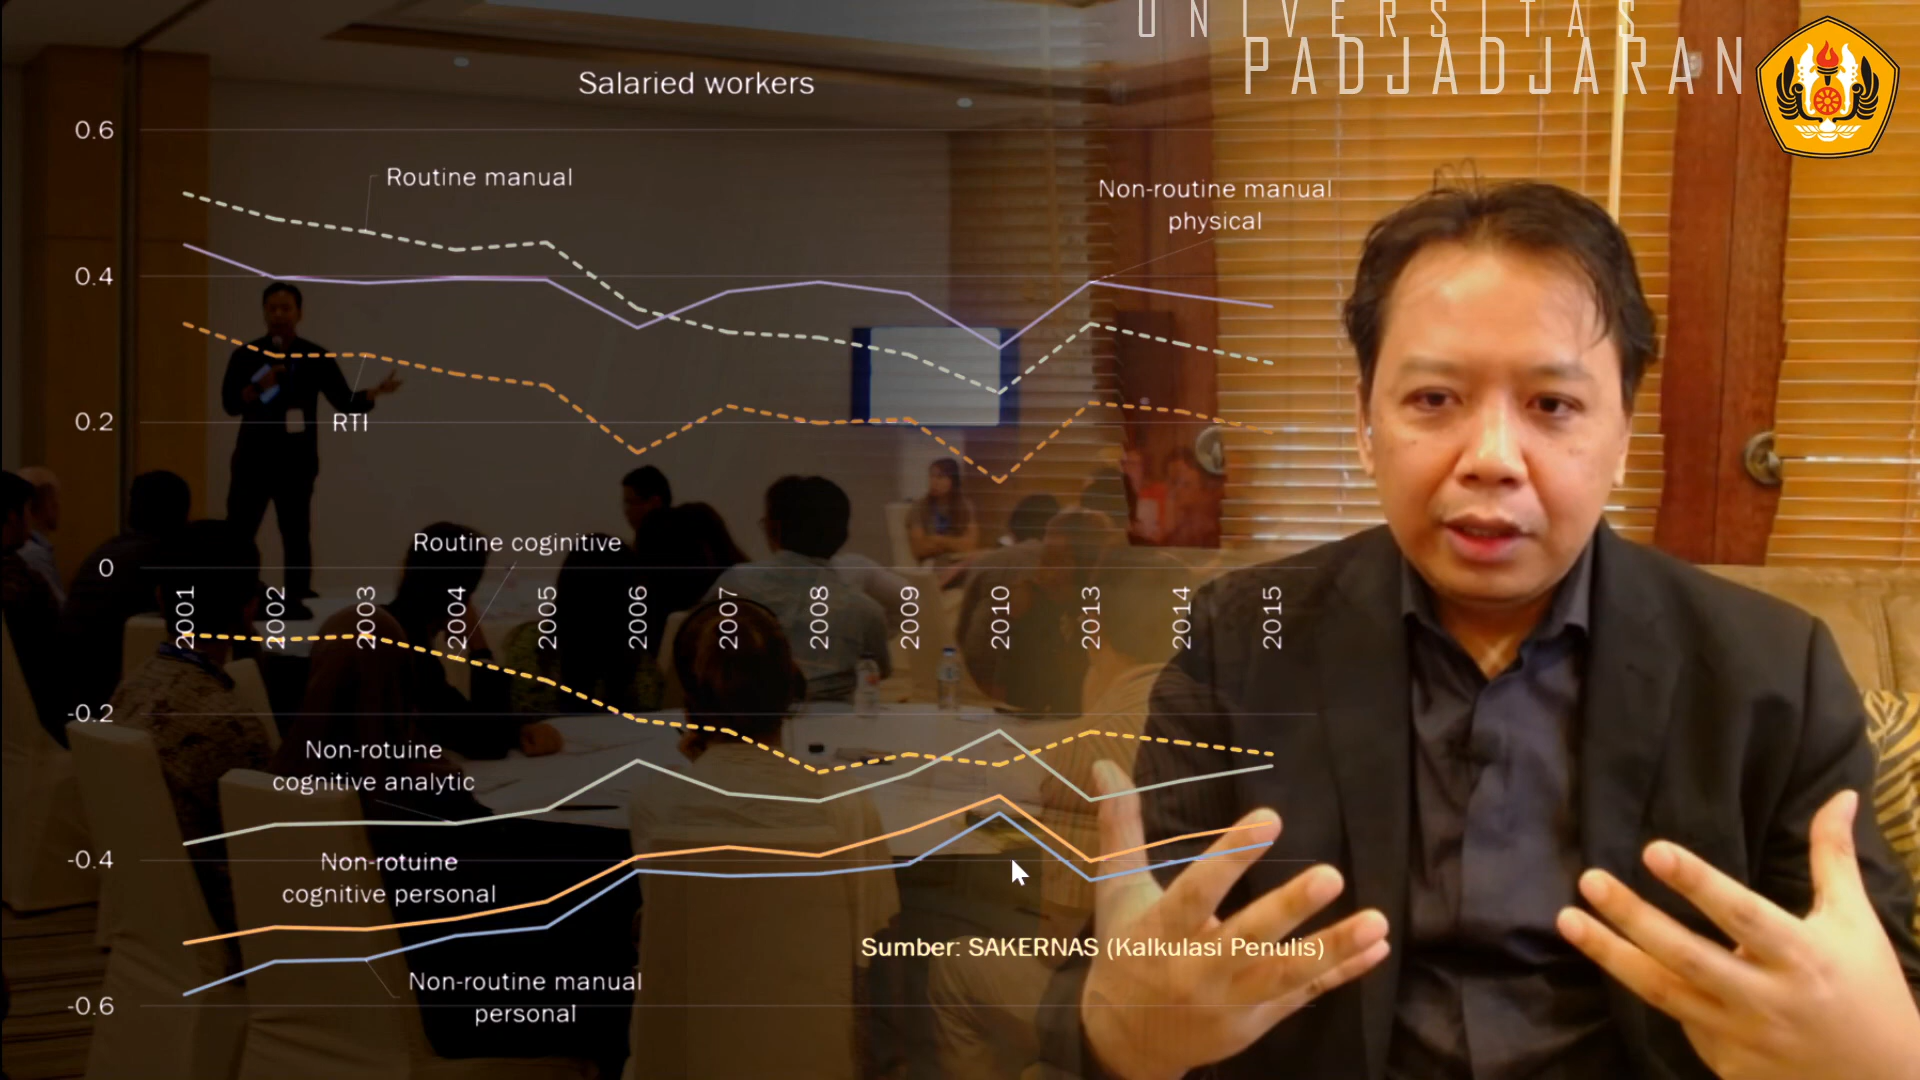 UNIVERSITAS
PADJADJARAN
Salaried workers
0.6
Routine manual
Non-routine manual
physical
0.4
0.2
RTI
Routine coginitive
0
2001
2002
2003
2004
2005
2006
2007
2008
2009
2010
2013
2014
2015
-0.2
Non-rotuine
cognitive analytic
-0.4
Non-rotuine
cognitive personal
Sumber: SAKERNAS (Kalkulasi Penulis)
Non-routine manual
personal
-0.6